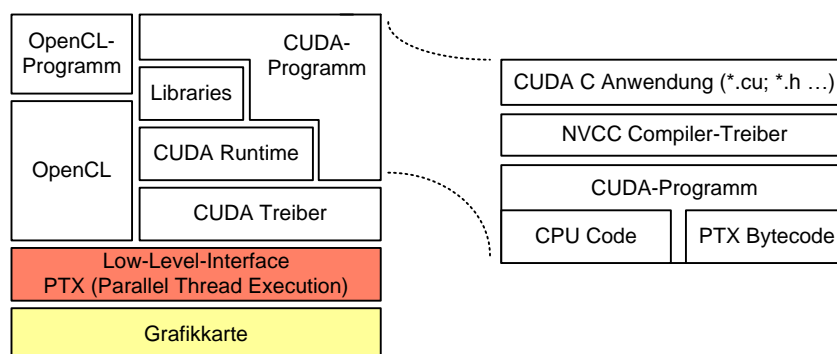 OpenCL-
Programm
CUDA-
Programm
Libraries
OpenCL
CUDA Runtime
CUDA Treiber
Low-Level-Interface
PTX (Parallel Thread Execution)
Grafikkarte
CUDA C Anwendung (*.cu; *.h ...)
NVCC Compiler-Treiber
CUDA-Programm
CPU Code
PTX Bytecode